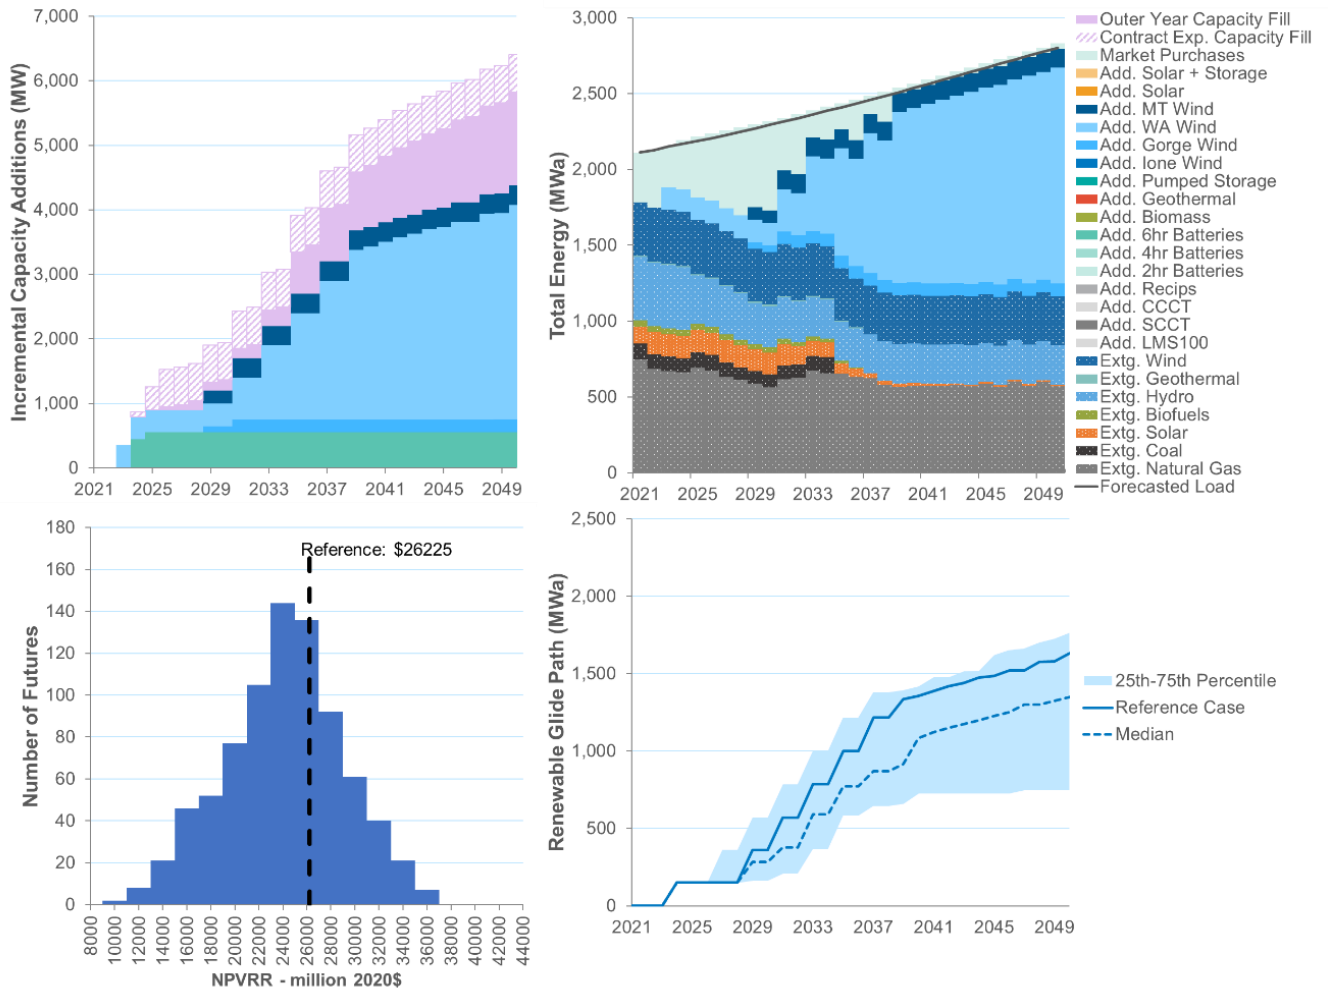 7,000
6,000
5,000
4,000
3,000
2,000
1,000
0
Incremental Capacity Additions (MW)
2021 2025 2029 2033 2037 2041 2045 2049
3,000
2,500
2,000
1,500
1,000
500
0
Total Energy (MWa)
2021 2025 2029 2033 2037 2041 2045 2049
Outer Year Capacity Fill
Contract Exp. Capacity Fill
Market Purchases
Add. Solar + Storage
Add. Solar
Add. MT Wind
Add. WA Wind
Add. Gorge Wind
Add. Ione Wind
Add. Pumped Storage
Add. Geothermal
Add. Biomass
Add. 6hr Batteries
Add. 4hr Batteries
Add. 2hr Batteries
Add. Recips
Add. CCCT
Add. SCCT
Add. LMS100
Extg. Wind
Extg. Geothermal
Extg. Hydro
Extg. Biofuels
Extg. Solar
Extg. Coal
Extg. Natural Gas
Forecasted Load
180
160
140
120
100
80
60
40
20
0
Number of Futures
Reference: $26225
8000 10000 12000 14000 16000 18000 20000 22000 24000 26000 28000 30000 32000 34000 36000 38000 40000 42000 44000
NPVRR - million 2020$
2,500
2,000
1,500
1,000
500
0
Renewable Glide Path (MWa)
2021 2025 2029 2033 2037 2041 2045 2049
25th-75th Percentile
Reference Case
Median